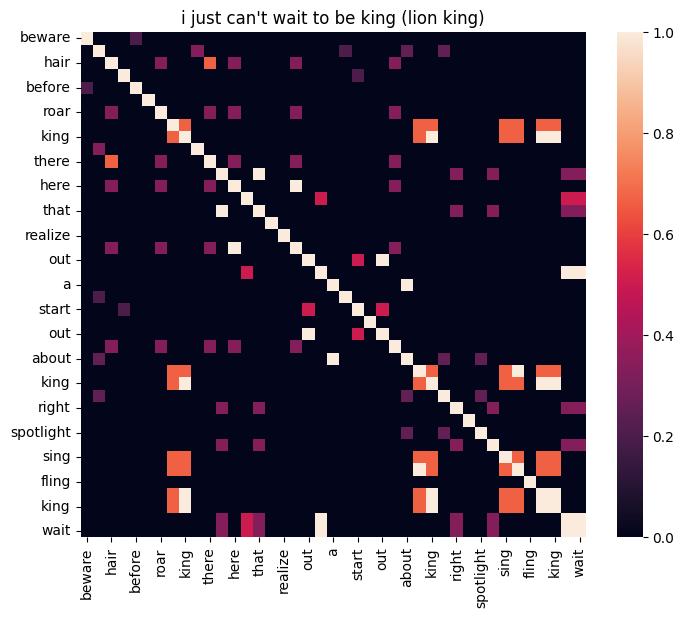 i just can't wait to be king (lion king)
beware
hair
before
roar
king
there
here
that
realize
out
a
start
out
about
king
right
spotlight
sing
fling
king
wait
1.0
0.8
0.6
0.4
0.2
0.0
beware
hair
before
roar
king
there
here
that
realize
out
a
start
out
about
king
right
spotlight
sing
fling
king
wait